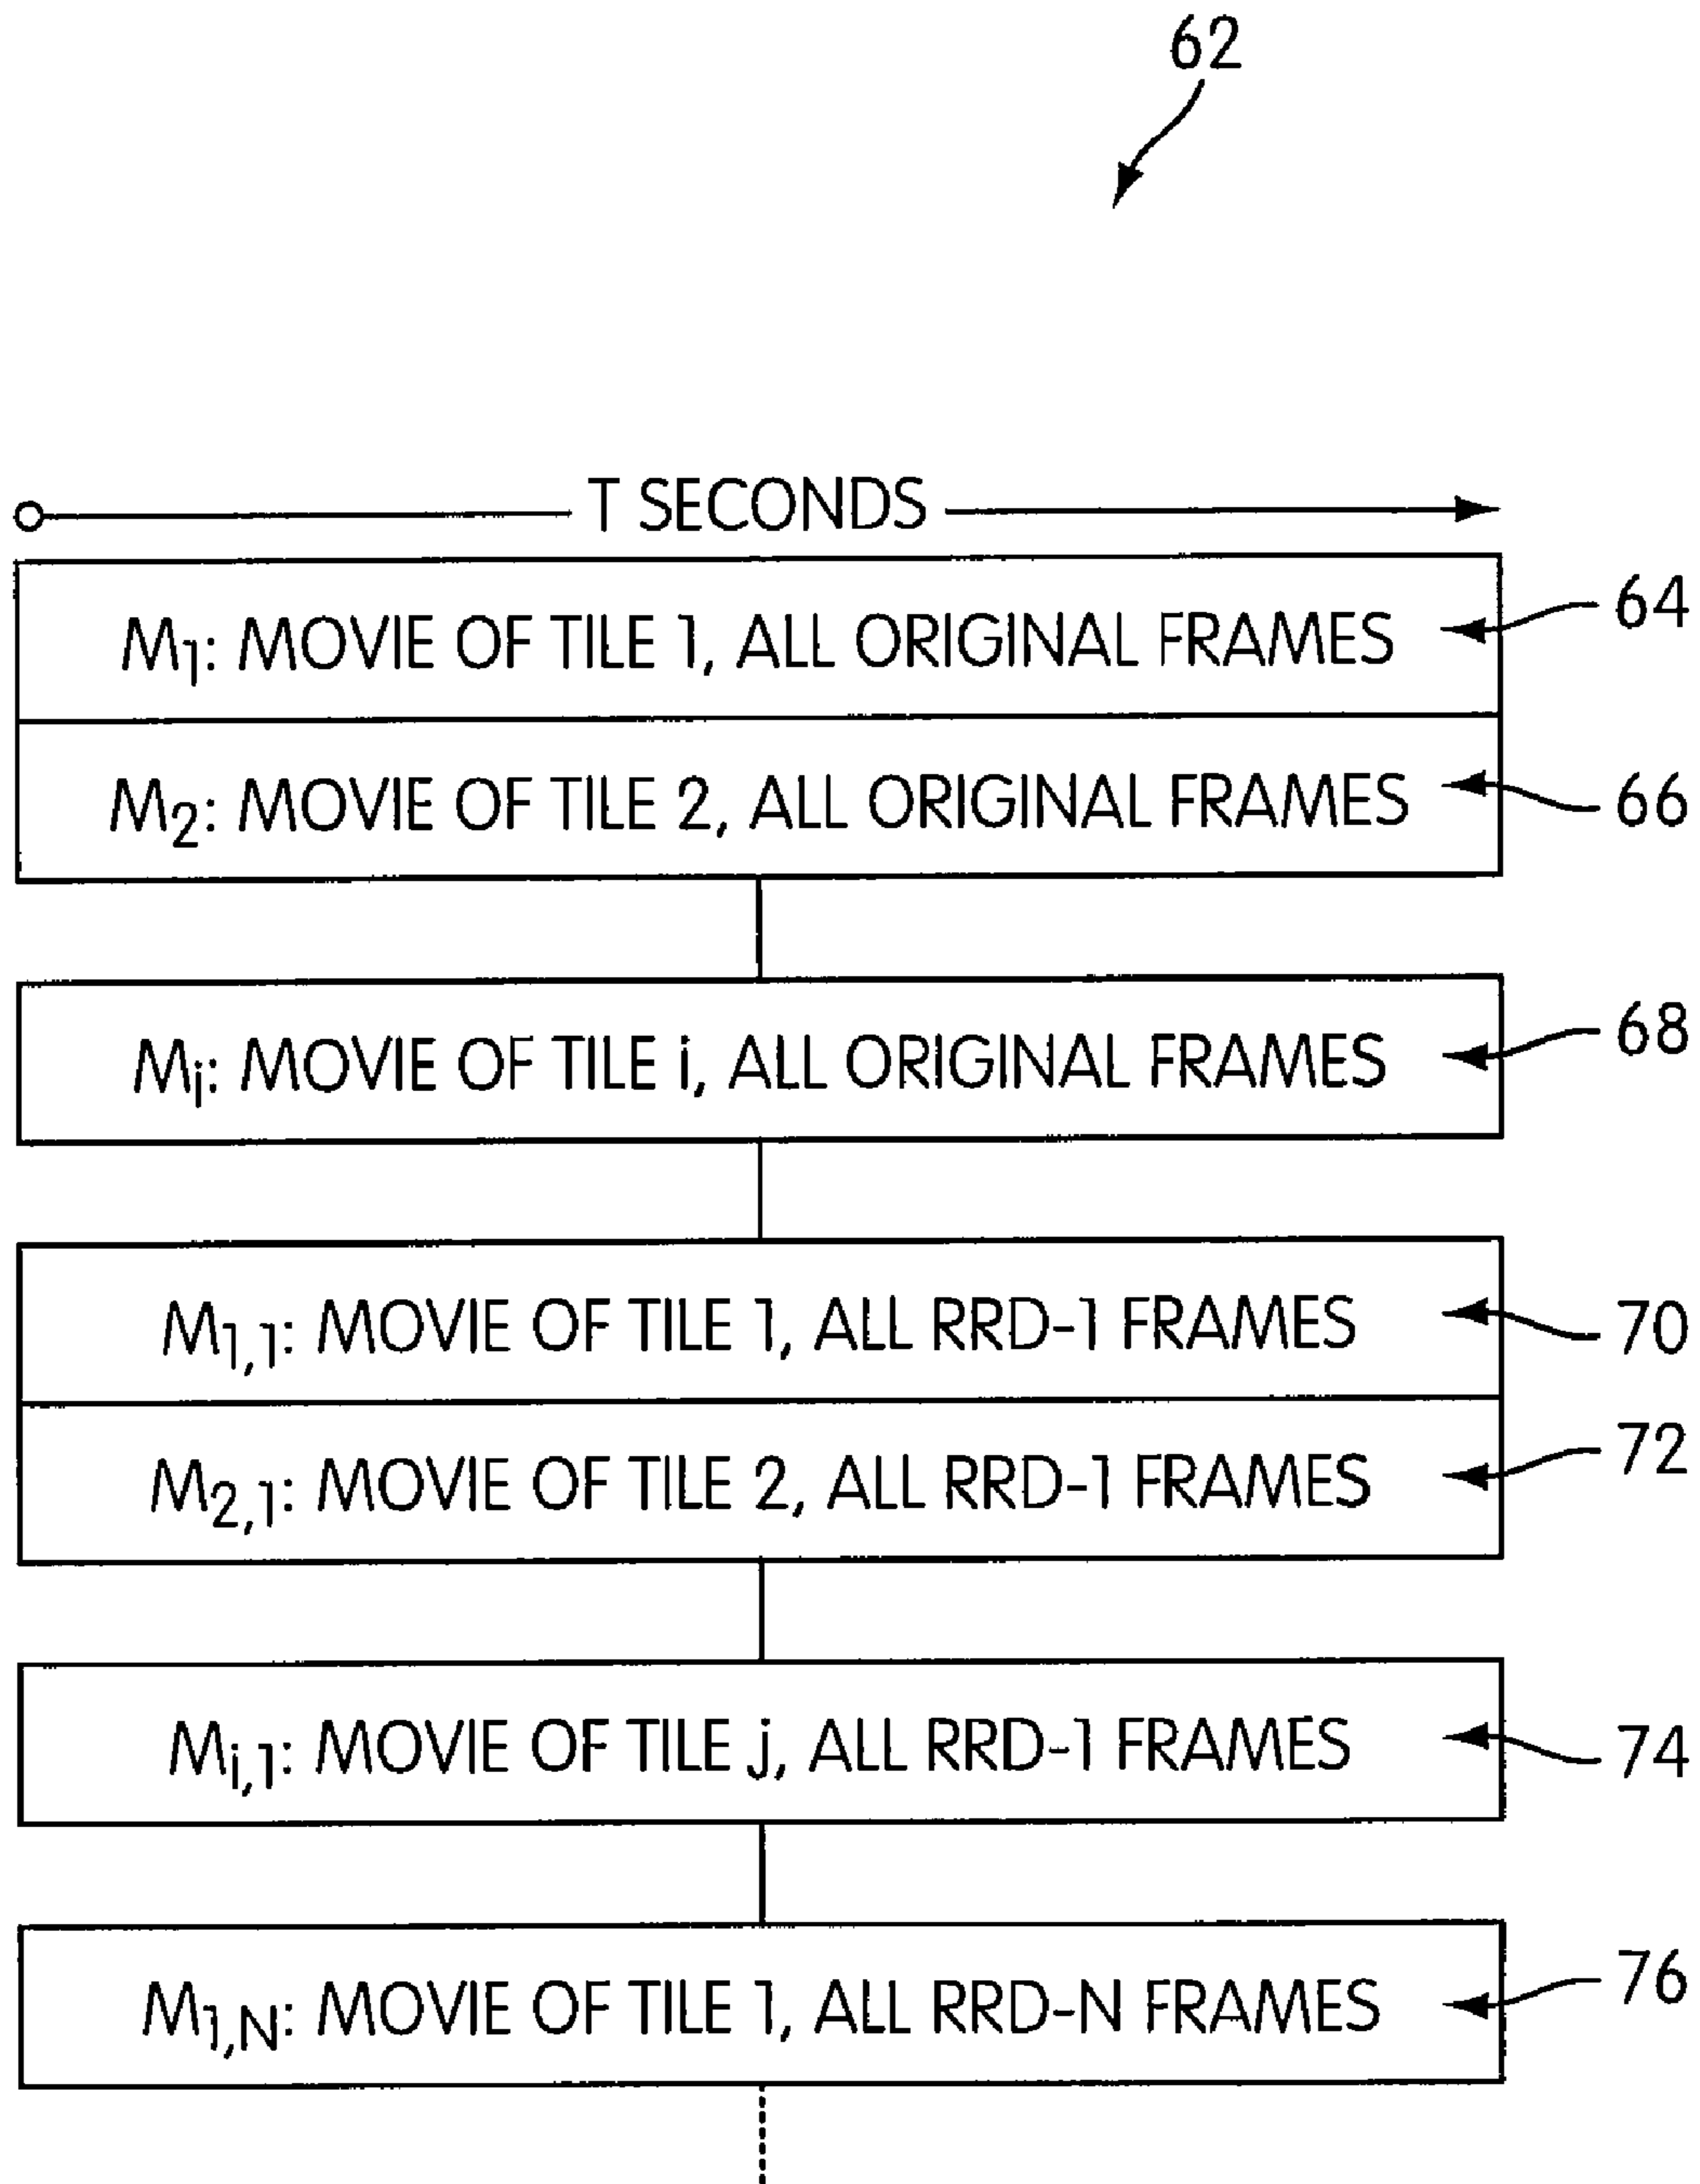 62
T SECONDS
M1: MOVIE OF TILE 1, ALL ORIGINAL FRAMES
64
M2: MOVIE OF TILE 2, ALL ORIGINAL FRAMES
66
Mi: MOVIE OF TILE i, ALL ORIGINAL FRAMES
68
M1,1: MOVIE OF TILE 1, ALL RRD-1 FRAMES
70
M2,1: MOVIE OF TILE 2, ALL RRD-1 FRAMES
72
Mi,1: MOVIE OF TILE j, ALL RRD-1 FRAMES
74
M1,N: MOVIE OF TILE 1, ALL RRD-N FRAMES
76